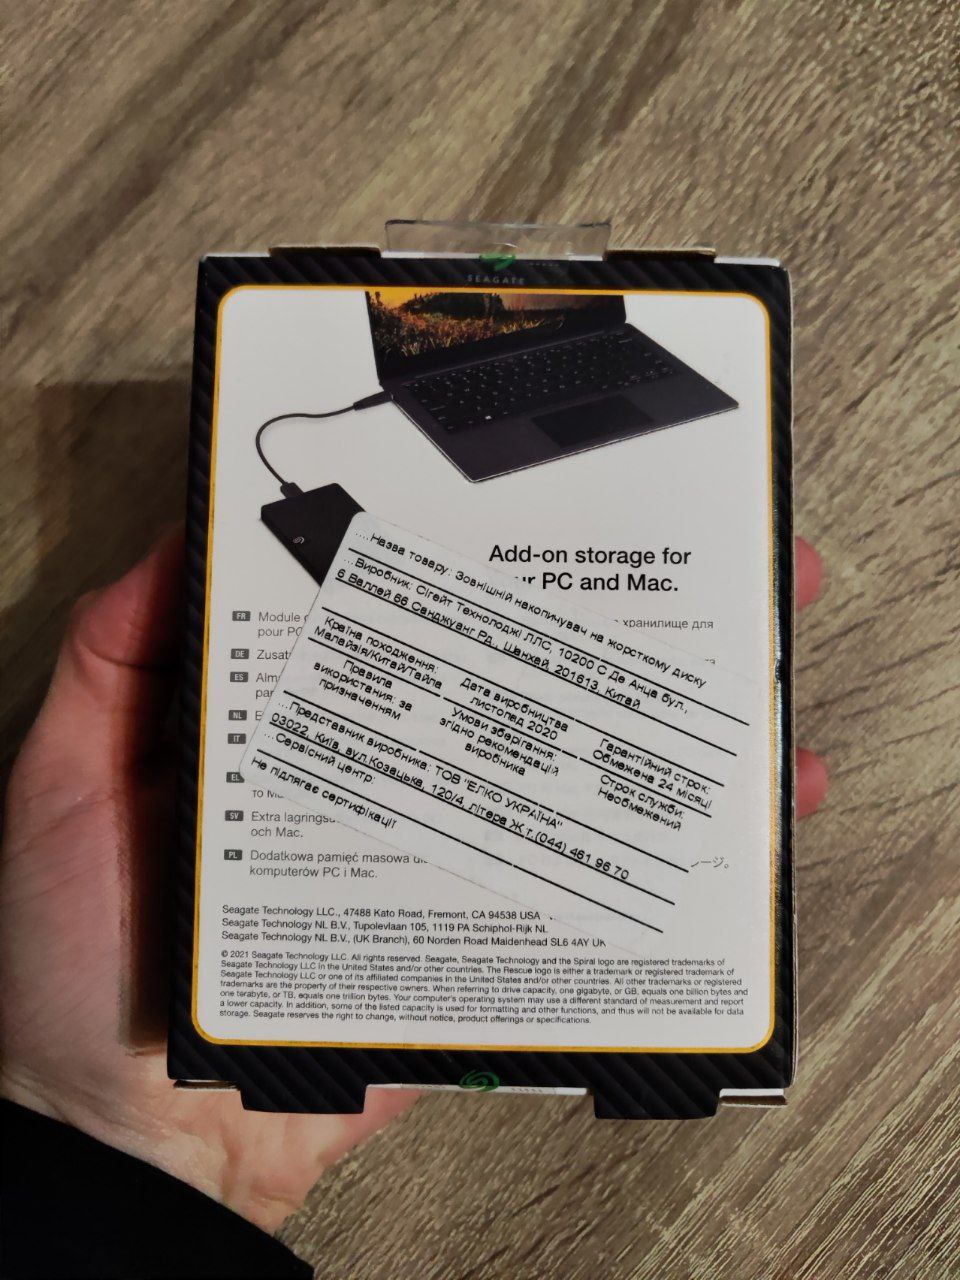 SEAGATE
Add-on storage for
PC and Mac.
....Назва товару: Зовнішній накопичувач на жорсткому диску
...Виробник: Сігейт Технолоджі ЛЛС, 10200 С Де Анца бул.,
6 Валлей 66 Санджуанг Рд., Шанхай, 201613, Китай
Країна походження:
Малайзія/Китай/Тайла
Дата виробництва
листопад 2020
Гарантійний строк:
Обмежена 24 місяці
Правила
використання: за
призначенням
Умови зберігання:
згідно рекомендацій
виробника
Строк служби:
Необмежений
...Представник виробника: ТОВ "ЕЛКО УКРАЇНА"
03022, Київ, вул.Козацька, 120/4, літера Ж т.(044) 461 96 70
...Сервісний центр:
Не підлягає сертифікації
хранилище для
FR Module
pour PC
DE Zusat
ES
NL
IT
EL
SV Extra
och Mac.
PL Dodatkowa pamięć masowa
komputerów PC i Mac.
ージ。
Seagate Technology LLC., 47488 Kato Road, Fremont, CA 94538 USA
Seagate Technology NL B.V., Tupolevlaan 105, 1119 PA Schiphol-Rijk NL
Seagate Technology NL B.V., (UK Branch), 60 Norden Road Maidenhead SL6 4AY UK
© 2021 Seagate Technology LLC. All rights reserved. Seagate, Seagate Technology and the Spiral logo are registered trademarks of
Seagate Technology LLC in the United States and/or other countries. The Rescue logo is either a trademark or registered trademark of
Seagate Technology LLC or one of its affiliated companies in the United States and/or other countries. All other trademarks or registered
trademarks are the property of their respective owners. When referring to drive capacity, one gigabyte, or GB, equals one billion bytes and
one terabyte, or TB, equals one trillion bytes. Your computer's operating system may use a different standard of measurement and report
a lower capacity. In addition, some of the listed capacity is used for formatting and other functions, and thus will not be available for data
storage. Seagate reserves the right to change, without notice, product offerings or specifications.